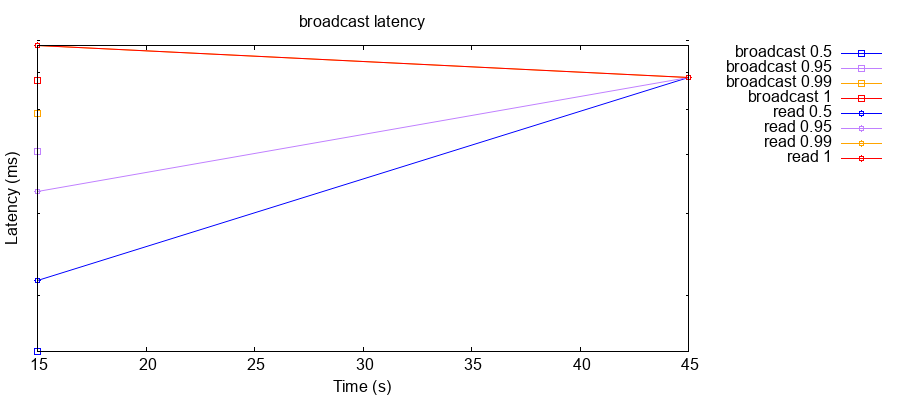 broadcast latency
broadcast 0.5
broadcast 0.95
broadcast 0.99
broadcast 1
read 0.5
read 0.95
read 0.99
read 1
Latency (ms)
15 20 25 30 35 40 45
Time (s)